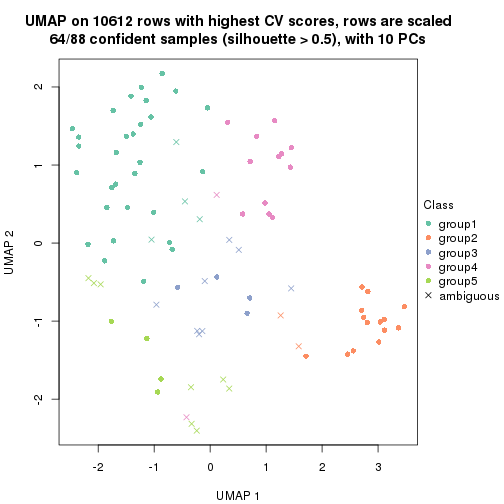 UMAP on 10612 rows with highest CV scores, rows are scaled
64/88 confident samples (silhouette > 0.5), with 10 PCs
2
1
0
-1
-2
UMAP 2
-2
-1
0
1
2
3
UMAP 1
Class
group1
group2
group3
group4
group5
ambiguous